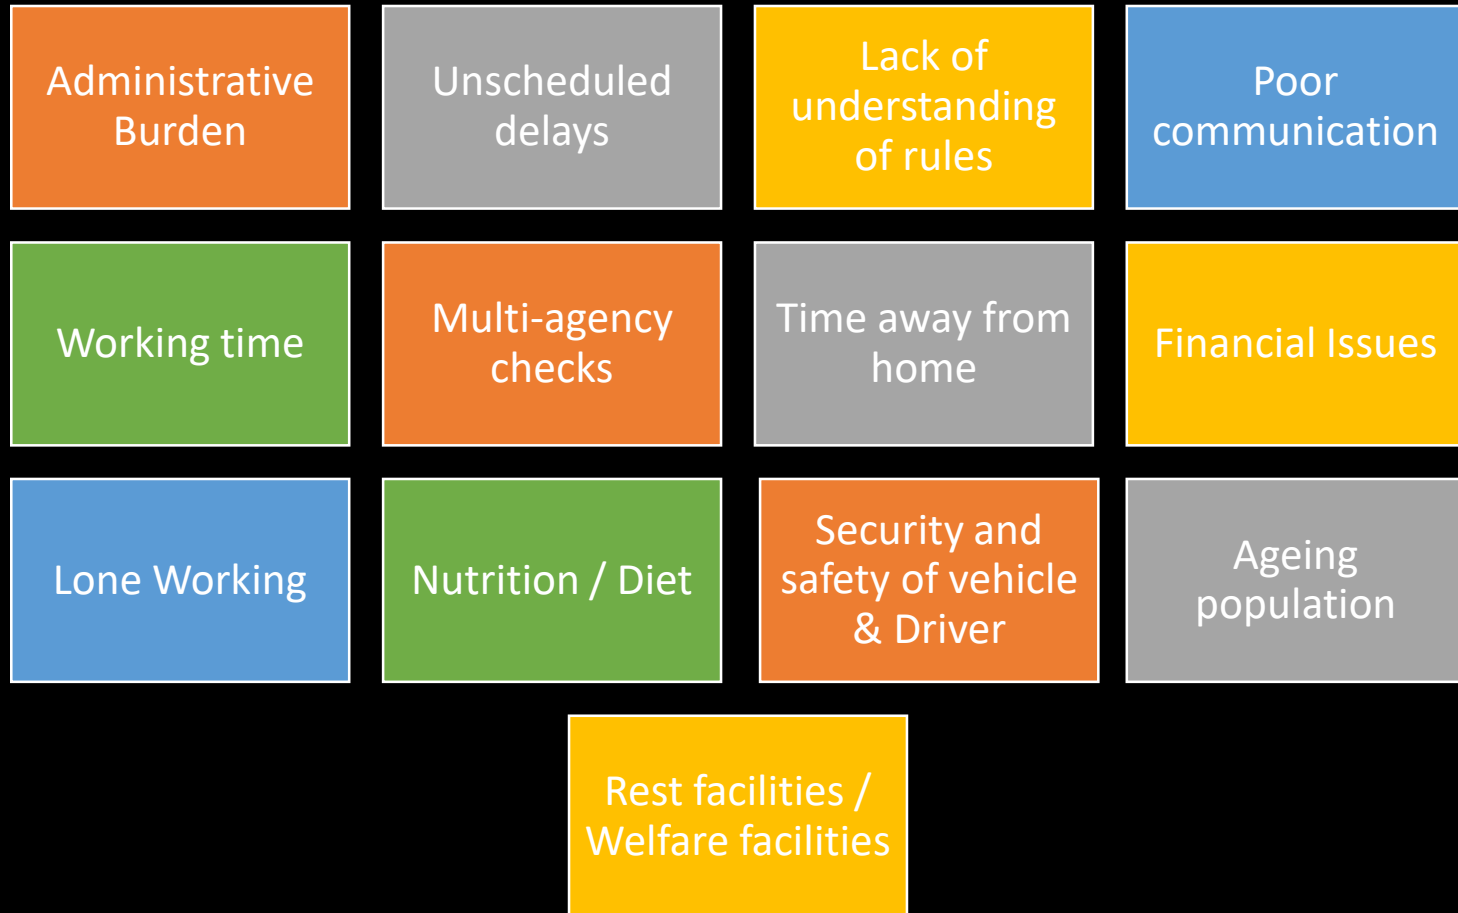 Administrative
Burden
Unscheduled
delays
Lack of
understanding
of rules
Poor
communication
Working time
Multi-agency
checks
Time away from
home
Financial Issues
Lone Working
Nutrition / Diet
Security and
safety of vehicle
& Driver
Ageing
population
Rest facilities /
Welfare facilities